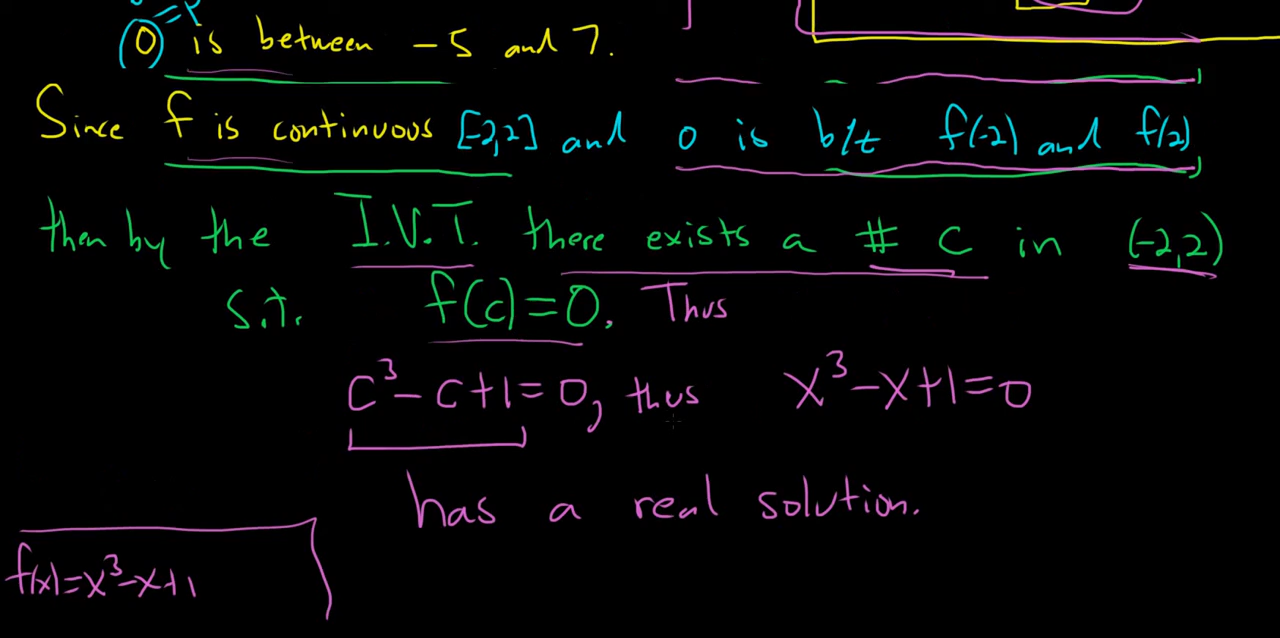 0 is between -5 and 7.
Since f is continuous [-2,2] and 0 is b/t f(-2) and f(2)
then by the I.V.T. there exists a # c in (-2,2)
s.t. f(c)=0. Thus
c³-c+1=0, thus x³-x+1=0
has a real solution.
f(x)=x³-x+1